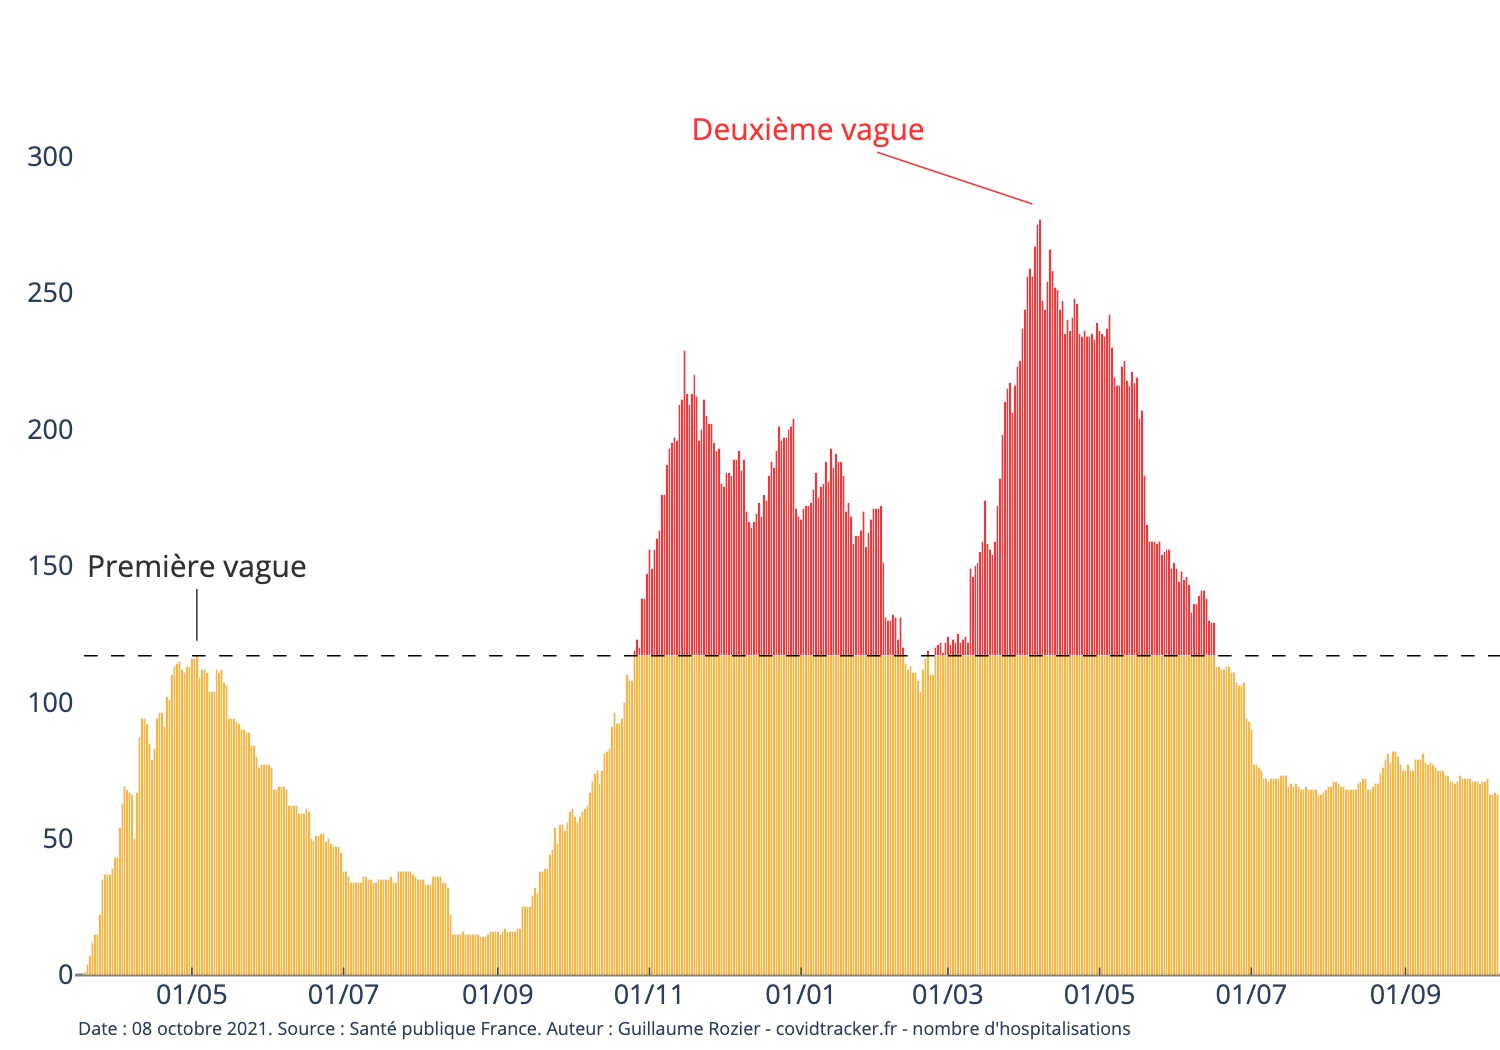 Deuxième vague
300
250
200
150
Première vague
100
50
0
01/05 01/07 01/09 01/11 01/01 01/03 01/05 01/07 01/09
Date : 08 octobre 2021. Source : Santé publique France. Auteur : Guillaume Rozier - covidtracker.fr - nombre d'hospitalisations